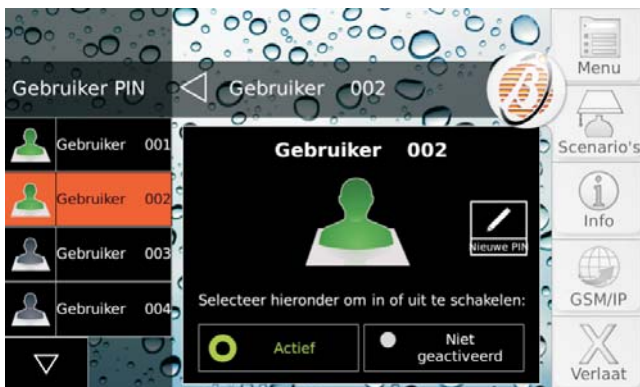 Gebruiker PIN
Gebruiker 002
Gebruiker 001
Gebruiker 002
Gebruiker 003
Gebruiker 004
Gebruiker 002
Nieuwe PIN
Selecteer hieronder om in of uit te schakelen:
Actief
Niet
geactiveerd
Menu
Scenario's
Info
GSM/IP
Verlaat